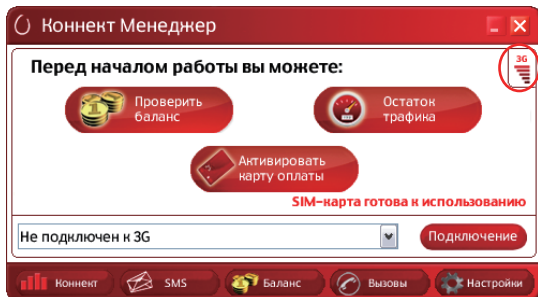 Коннект Менеджер
Перед началом работы вы можете:
3G
Проверить
баланс
Остаток
трафика
Активировать
карту оплаты
SIM-карта готова к использованию
Не подключен к 3G
Подключение
Коннект
SMS
Баланс
Вызовы
Настройки